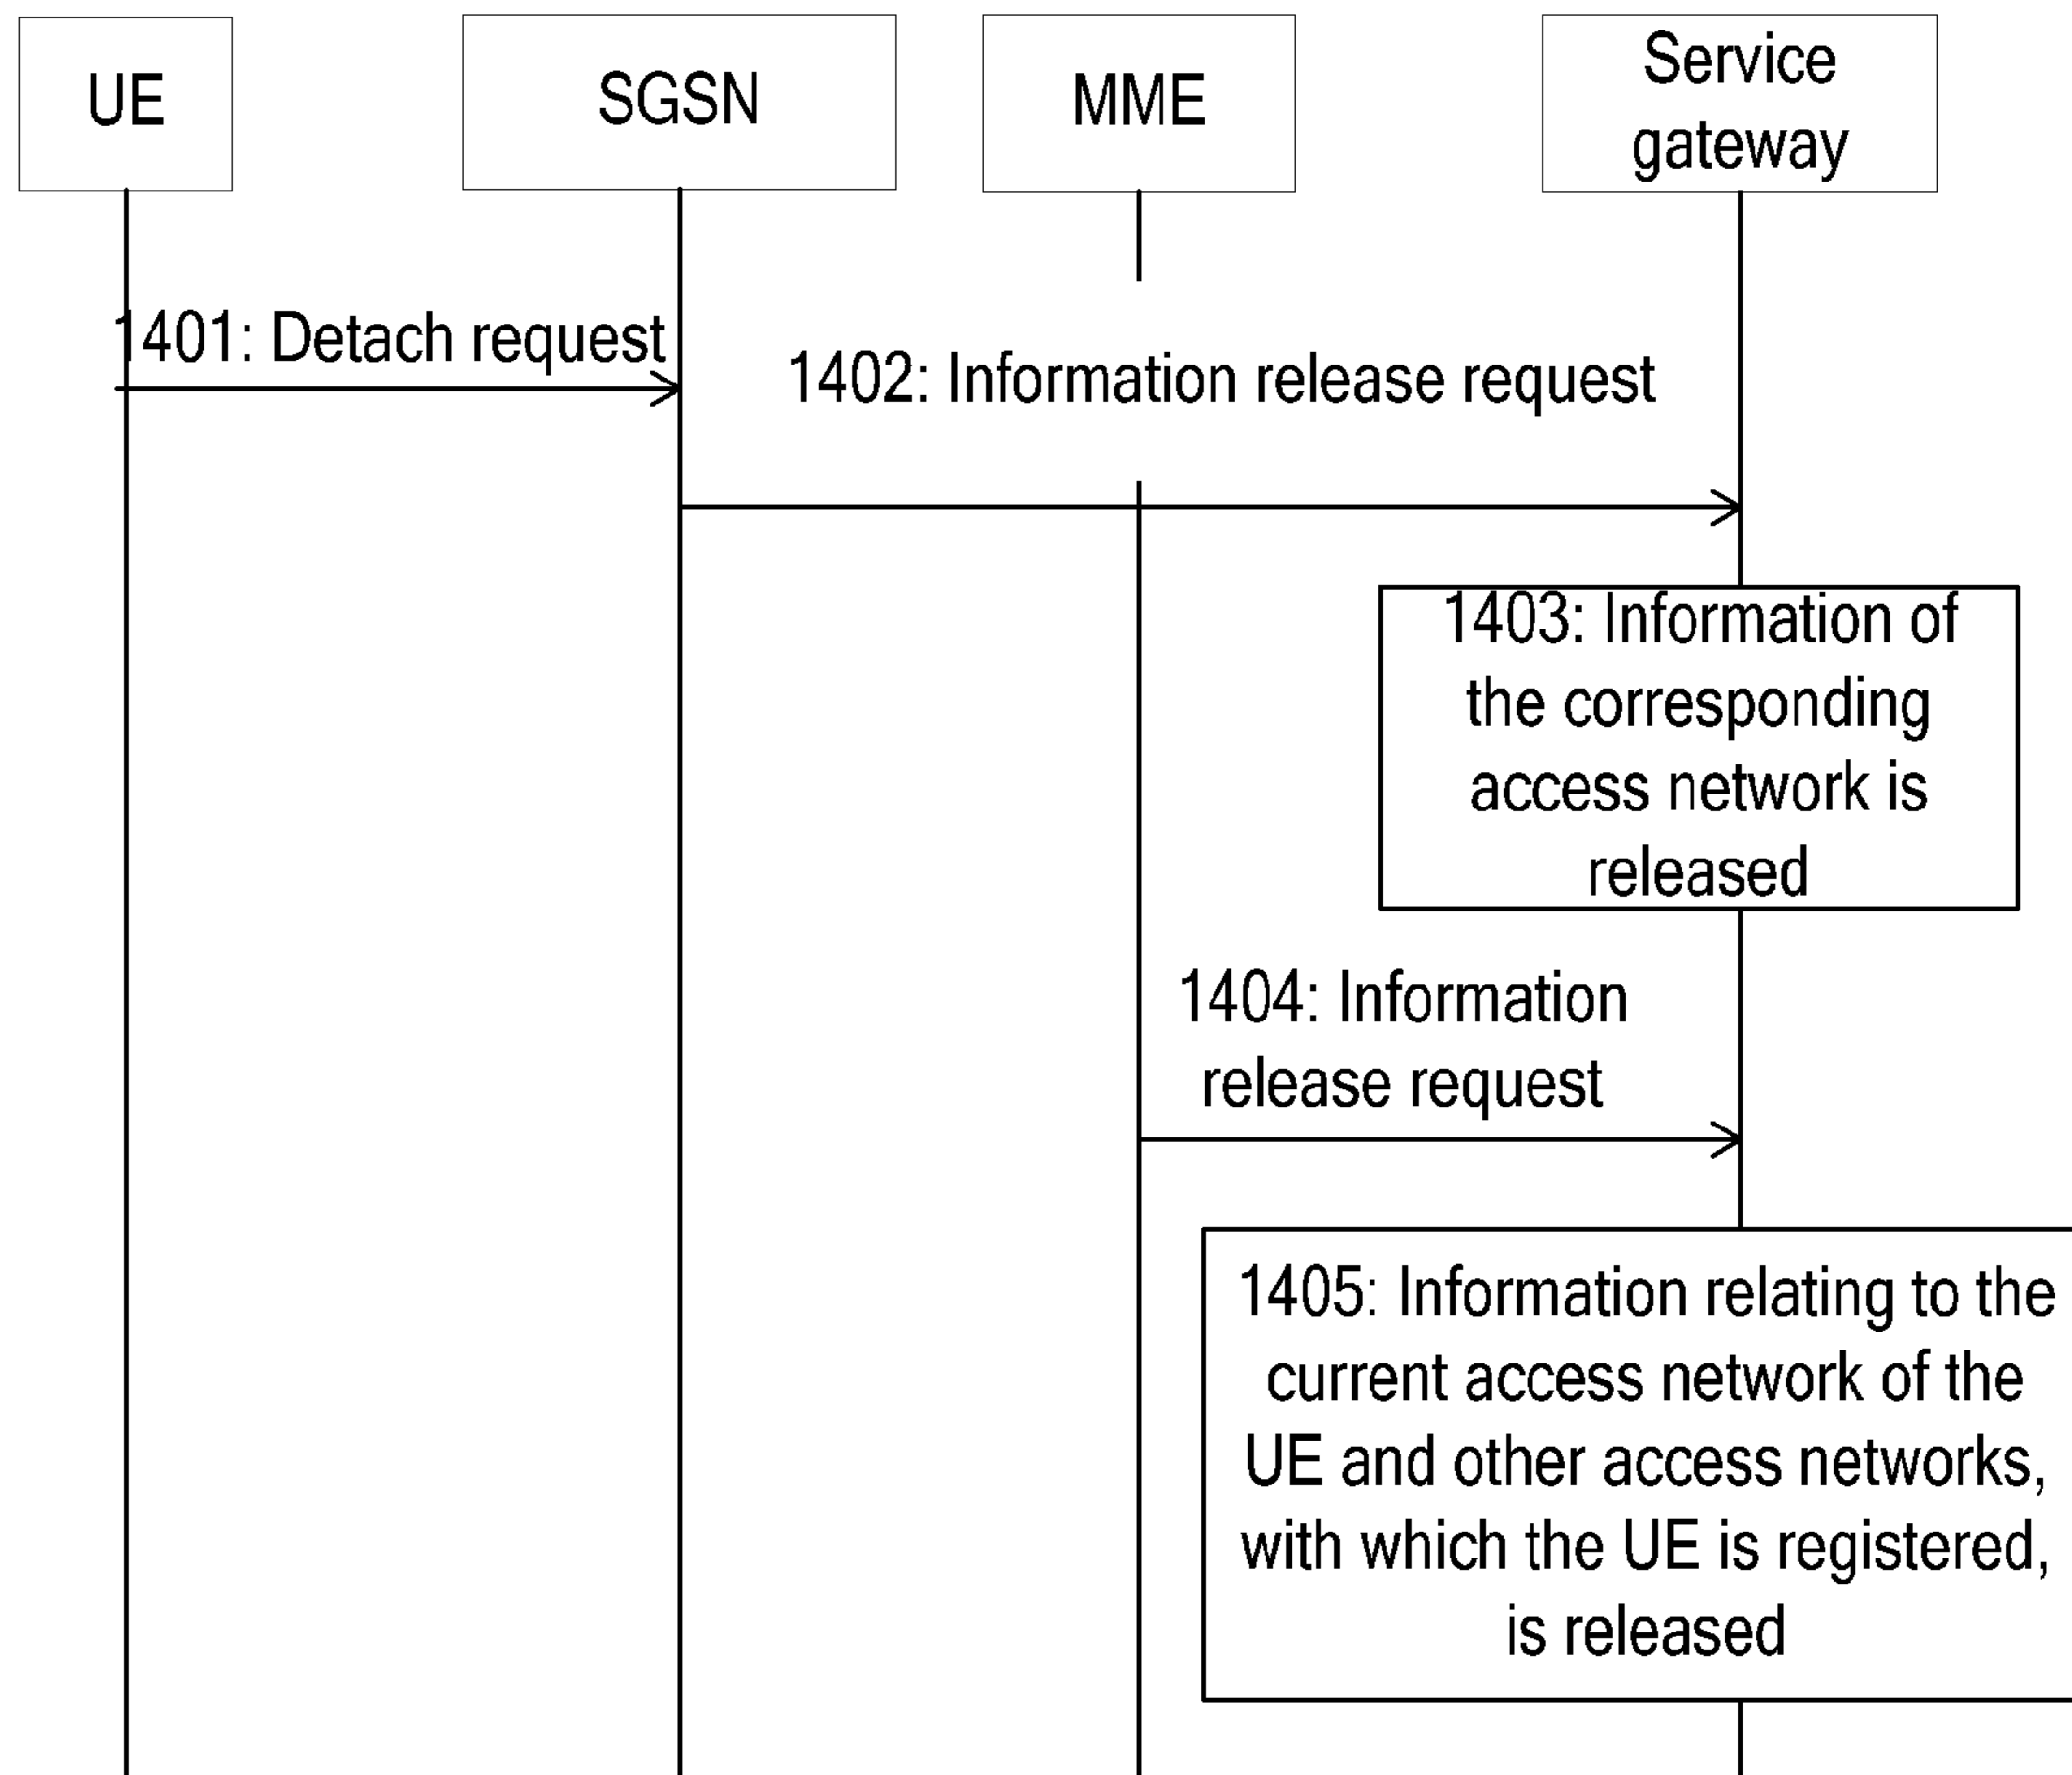 UE
SGSN
MME
Service
gateway
1401: Detach request
1402: Information release request
1403: Information of
the corresponding
access network is
released
1404: Information
release request
1405: Information relating to the
current access network of the
UE and other access networks,
with which the UE is registered,
is released